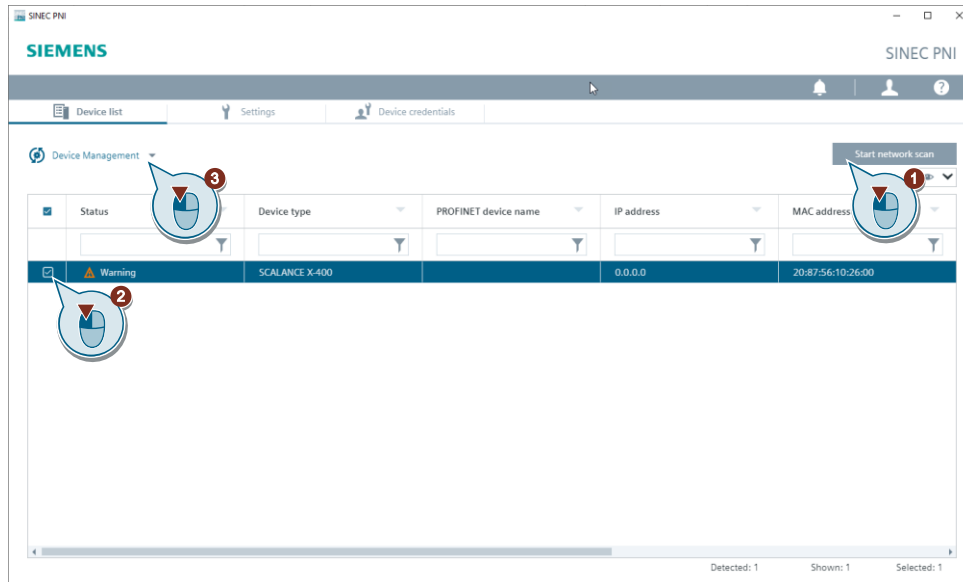 SINEC PNI
SIEMENS
SINEC PNI
Device list
Settings
Device credentials
Device Management
Start network scan
3
1
Status
Device type
PROFINET device name
IP address
MAC address
Warning
SCALANCE X-400
0.0.0.0
20:87:56:10:26:00
2
Detected: 1
Shown: 1
Selected: 1